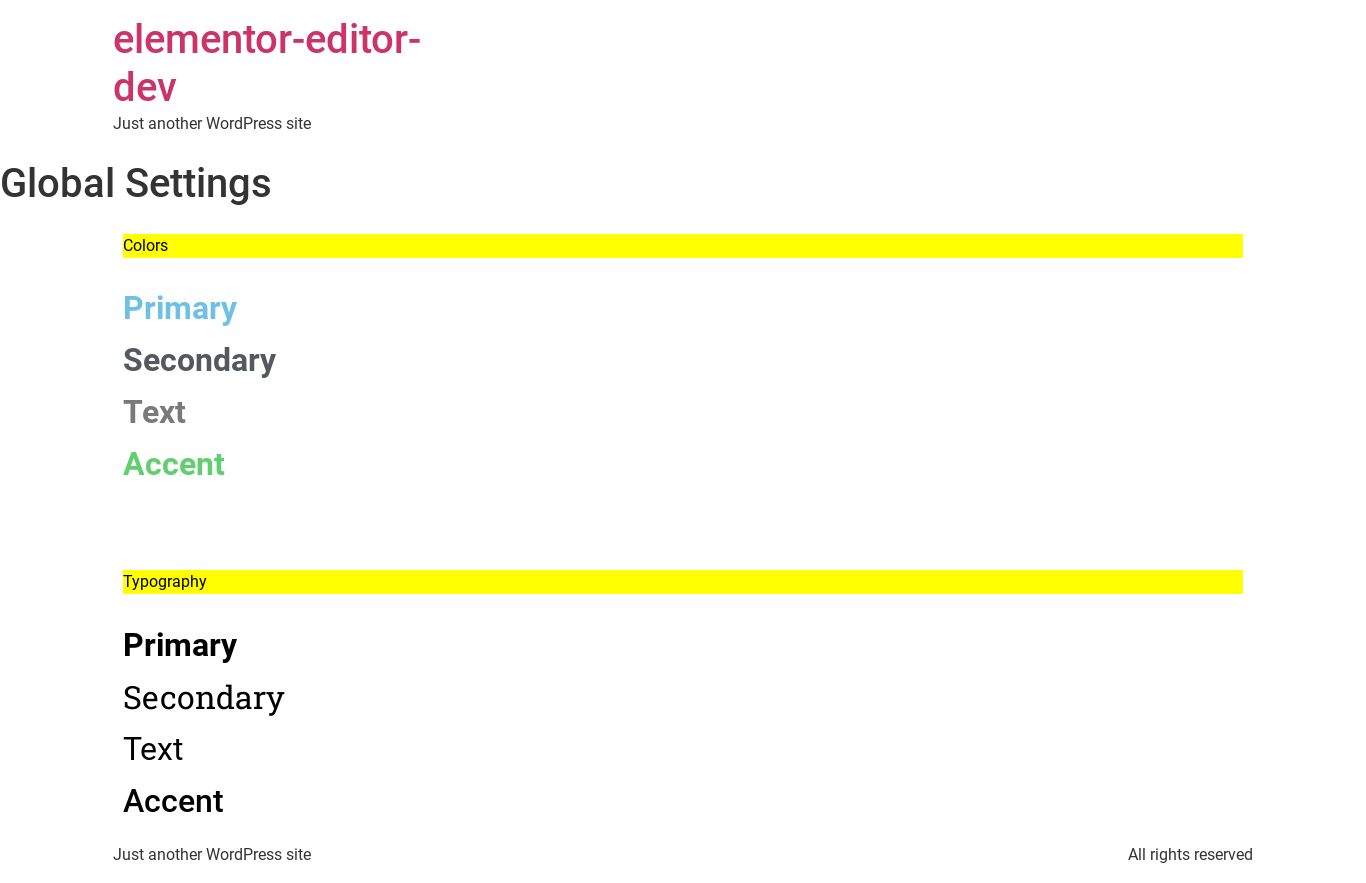 elementor-editor-
dev
Just another WordPress site
Global Settings
Colors
Primary
Secondary
Text
Accent
Typography
Primary
Secondary
Text
Accent
Just another WordPress site
All rights reserved